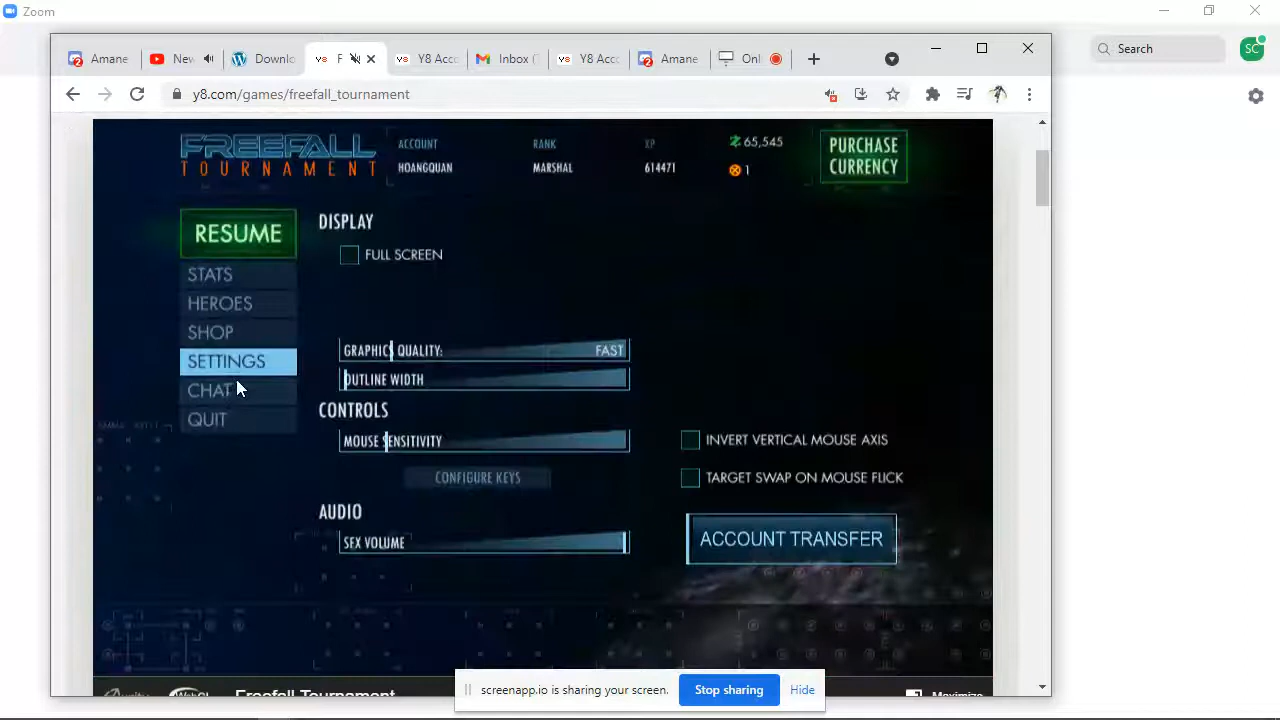 Zoom
Amane
Downlo
F
Y8 Acc
Inbox (
Y8 Acc
Amane
Onl
Search
SC
y8.com/games/freefall_tournament
FREEFALL
TOURNAMENT
ACCOUNT
HOANGQUAN
RANK
MARSHAL
XP
614471
65,545
1
PURCHASE
CURRENCY
RESUME
STATS
HEROES
SHOP
SETTINGS
CHAT
QUIT
DISPLAY
FULL SCREEN
GRAPHICS QUALITY:
FAST
OUTLINE WIDTH
CONTROLS
MOUSE SENSITIVITY
INVERT VERTICAL MOUSE AXIS
CONFIGURE KEYS
TARGET SWAP ON MOUSE FLICK
AUDIO
SFX VOLUME
ACCOUNT TRANSFER
Freefall Tournament
Maximize
screenapp.io is sharing your screen.
Stop sharing
Hide